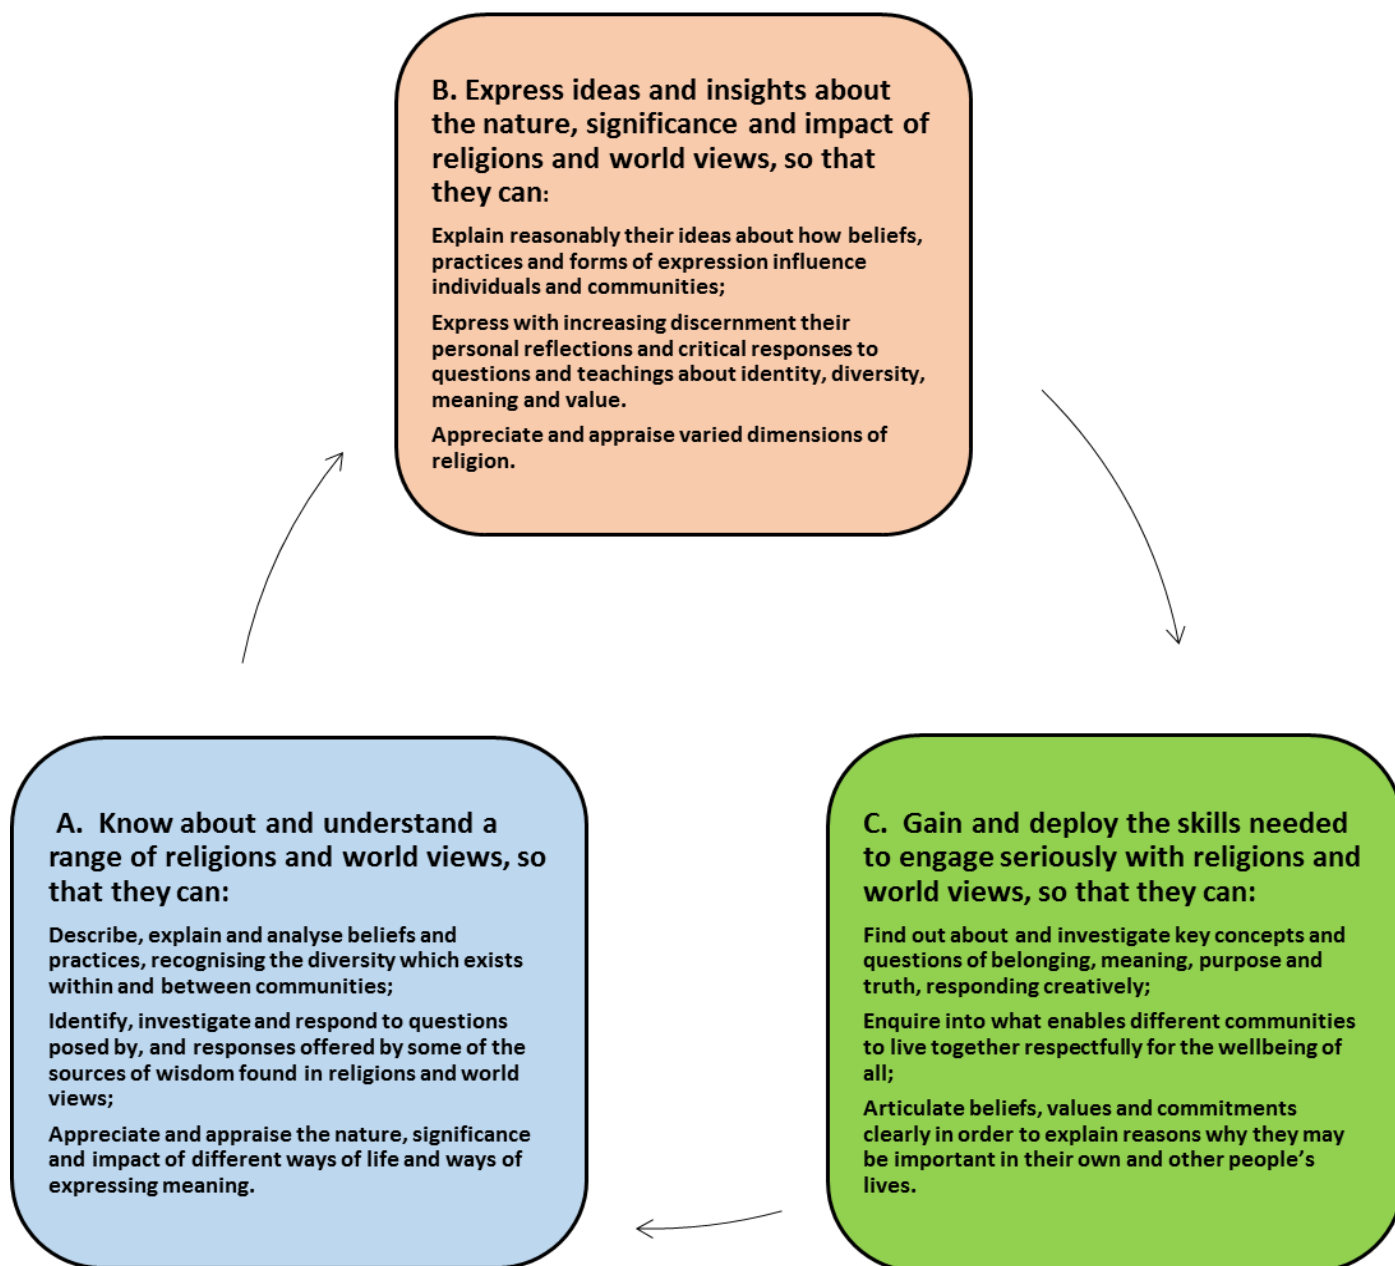 B. Express ideas and insights about
the nature, significance and impact of
religions and world views, so that
they can:
Explain reasonably their ideas about how beliefs,
practices and forms of expression influence
individuals and communities;
Express with increasing discernment their
personal reflections and critical responses to
questions and teachings about identity, diversity,
meaning and value.
Appreciate and appraise varied dimensions of
religion.
A. Know about and understand a
range of religions and world views, so
that they can:
Describe, explain and analyse beliefs and
practices, recognising the diversity which exists
within and between communities;
Identify, investigate and respond to questions
posed by, and responses offered by some of the
sources of wisdom found in religions and world
views;
Appreciate and appraise the nature, significance
and impact of different ways of life and ways of
expressing meaning.
C. Gain and deploy the skills needed
to engage seriously with religions and
world views, so that they can:
Find out about and investigate key concepts and
questions of belonging, meaning, purpose and
truth, responding creatively;
Enquire into what enables different communities
to live together respectfully for the wellbeing of
all;
Articulate beliefs, values and commitments
clearly in order to explain reasons why they may
be important in their own and other people's
lives.